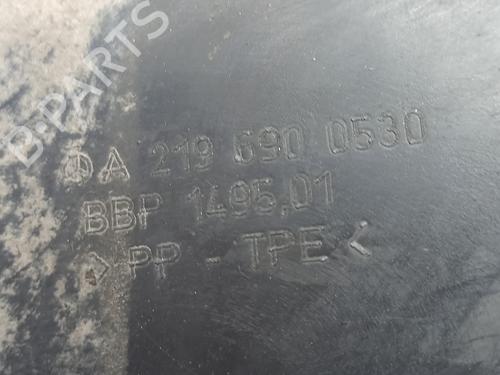 B-PARTS
A 219 690 0530
BBP 1495,01
>PP - TPE<